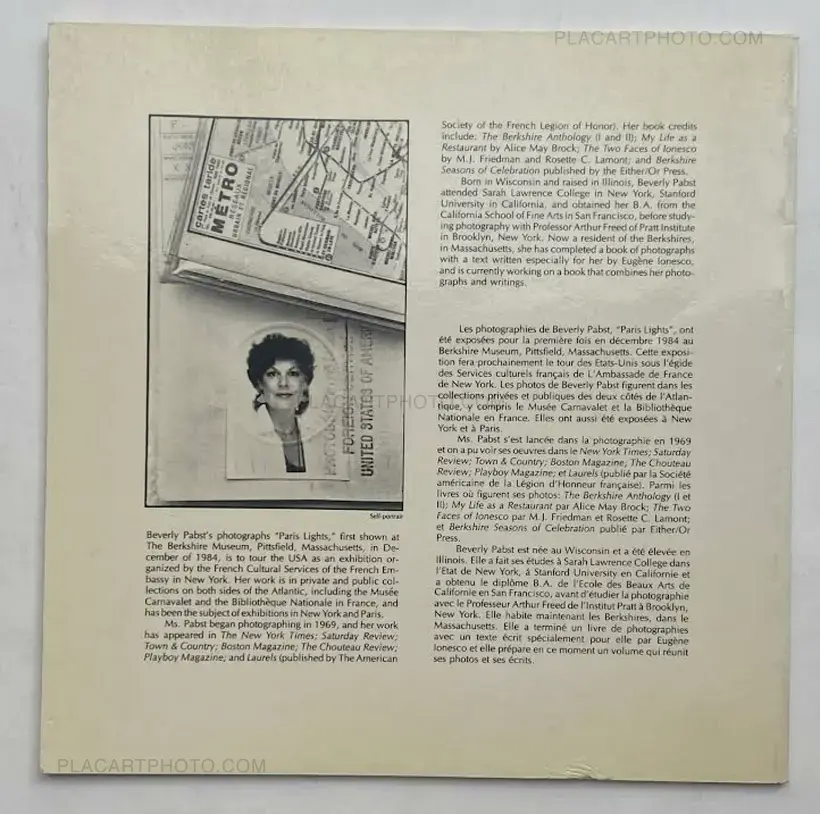 PLACARTPHOTO.COM
cartes taride
MÉTRO
RÉSEAUX
URBAIN ET RÉGIONAL
FOREIGN SERVICE
UNITED STATES OF AMERI
PLACARTPHOTO.COM
Self-portrait
Beverly Pabst's photographs "Paris Lights," first shown at
The Berkshire Museum, Pittsfield, Massachusetts, in De-
cember of 1984, is to tour the USA as an exhibition or-
ganized by the French Cultural Services of the French Em-
bassy in New York. Her work is in private and public col-
lections on both sides of the Atlantic, including the Musée
Carnavalet and the Bibliothèque Nationale in France, and
has been the subject of exhibitions in New York and Paris.
Ms. Pabst began photographing in 1969, and her work
has appeared in The New York Times; Saturday Review;
Town & Country; Boston Magazine; The Chouteau Review;
Playboy Magazine; and Laurels (published by The American
Society of the French Legion of Honor). Her book credits
include: The Berkshire Anthology (I and II); My Life as a
Restaurant by Alice May Brock; The Two Faces of Ionesco
by M.J. Friedman and Rosette C. Lamont; and Berkshire
Seasons of Celebration published by the Either/Or Press.
Born in Wisconsin and raised in Illinois, Beverly Pabst
attended Sarah Lawrence College in New York, Stanford
University in California, and obtained her B.A. from the
California School of Fine Arts in San Francisco, before study-
ing photography with Professor Arthur Freed of Pratt Institute
in Brooklyn, New York. Now a resident of the Berkshires,
in Massachusetts, she has completed a book of photographs
with a text written especially for her by Eugène Ionesco,
and is currently working on a book that combines her photo-
graphs and writings.
Les photographies de Beverly Pabst, "Paris Lights", ont
été exposées pour la première fois en décembre 1984 au
Berkshire Museum, Pittsfield, Massachusetts. Cette exposi-
tion fera prochainement le tour des Etats-Unis sous l'égide
des Services culturels français de L'Ambassade de France
de New York. Les photos de Beverly Pabst figurent dans les
collections privées et publiques des deux côtés de l'Atlan-
tique, y compris le Musée Carnavalet et la Bibliothèque
Nationale en France. Elles ont aussi été exposées à New
York et à Paris.
Ms. Pabst s'est lancée dans la photographie en 1969
et on a pu voir ses oeuvres dans le New York Times; Saturday
Review; Town & Country; Boston Magazine; The Chouteau
Review; Playboy Magazine; et Laurels (publié par la Société
américaine de la Légion d'Honneur française). Parmi les
livres où figurent ses photos: The Berkshire Anthology (I et
II); My Life as a Restaurant par Alice May Brock; The Two
Faces of Ionesco par M.J. Friedman et Rosette C. Lamont;
et Berkshire Seasons of Celebration publié par Either/Or
Press.
Beverly Pabst est née au Wisconsin et a été élevée en
Illinois. Elle a fait ses études à Sarah Lawrence College dans
l'Etat de New York, à Stanford University en Californie et
a obtenu le diplôme B.A. de l'Ecole des Beaux Arts de
Californie en San Francisco, avant d'étudier la photographie
avec le Professeur Arthur Freed de l'Institut Pratt à Brooklyn,
New York. Elle habite maintenant les Berkshires, dans le
Massachusetts. Elle a terminé un livre de photographies
avec un texte écrit spécialement pour elle par Eugène
Ionesco et elle prépare en ce moment un volume qui réunit
ses photos et ses écrits.
PLACARTPHOTO.COM